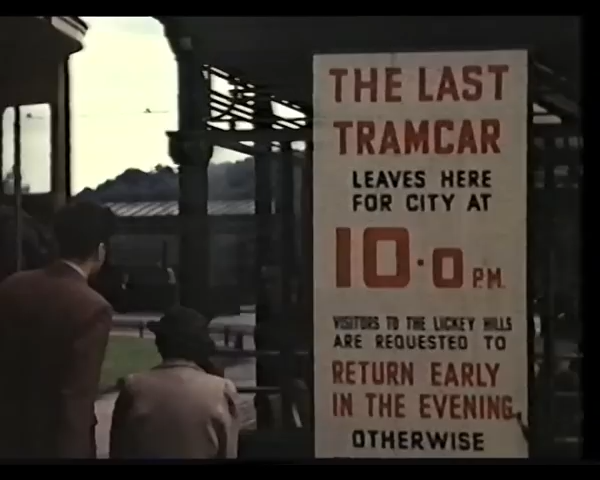 THE LAST
TRAMCAR
LEAVES HERE
FOR CITY AT
10·0 P.M.
VISITORS TO THE LICKEY HILLS
ARE REQUESTED TO
RETURN EARLY
IN THE EVENING,
OTHERWISE